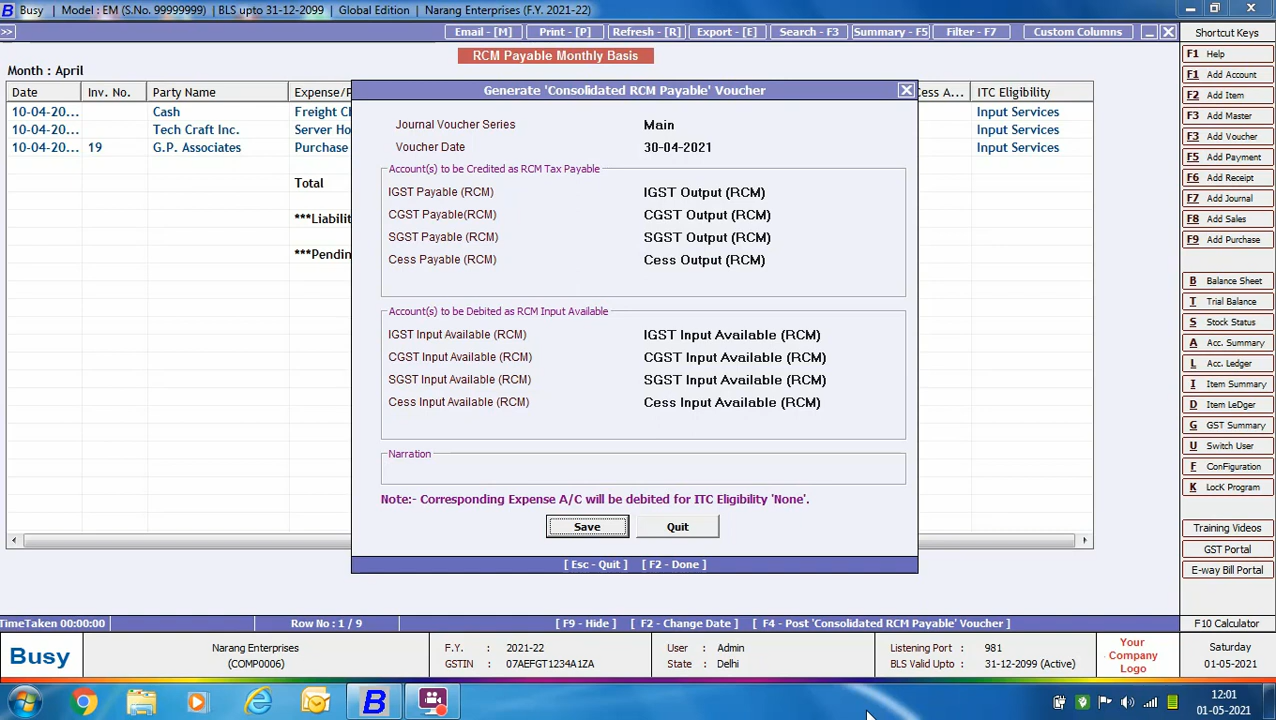 Busy Model : EM (S.No. 99999999) BLS upto 31-12-2099 Global Edition Narang Enterprises (F.Y. 2021-22)
>> Email - [M] Print - [P] Refresh - [R] Export - [E] Search - F3 Summary - F5 Filter - F7 Custom Columns
RCM Payable Monthly Basis
Month : April
Date Inv. No. Party Name Expense/P ess A... ITC Eligibility
10-04-20... Cash Freight Cl Input Services
10-04-20... Tech Craft Inc. Server Ho Input Services
10-04-20... 19 G.P. Associates Purchase Input Services
Total
***Liabilit
***Pendin
Generate 'Consolidated RCM Payable' Voucher
Journal Voucher Series Main
Voucher Date 30-04-2021
Account(s) to be Credited as RCM Tax Payable
IGST Payable (RCM) IGST Output (RCM)
CGST Payable(RCM) CGST Output (RCM)
SGST Payable (RCM) SGST Output (RCM)
Cess Payable (RCM) Cess Output (RCM)
Account(s) to be Debited as RCM Input Available
IGST Input Available (RCM) IGST Input Available (RCM)
CGST Input Available (RCM) CGST Input Available (RCM)
SGST Input Available (RCM) SGST Input Available (RCM)
Cess Input Available (RCM) Cess Input Available (RCM)
Narration
Note:- Corresponding Expense A/C will be debited for ITC Eligibility 'None'.
Save Quit
[ Esc - Quit ] [ F2 - Done ]
Shortcut Keys
F1 Help
F1 Add Account
F2 Add Item
F3 Add Master
F3 Add Voucher
F5 Add Payment
F6 Add Receipt
F7 Add Journal
F8 Add Sales
F9 Add Purchase
B Balance Sheet
T Trial Balance
S Stock Status
A Acc. Summary
L Acc. Ledger
I Item Summary
D Item LeDger
G GST Summary
U Switch User
F ConFiguration
K LocK Program
Training Videos
GST Portal
E-way Bill Portal
F10 Calculator
TimeTaken 00:00:00 Row No : 1 / 9 [ F9 - Hide ] [ F2 - Change Date ] [ F4 - Post 'Consolidated RCM Payable' Voucher ]
Busy
Narang Enterprises
(COMP0006)
F.Y. : 2021-22
GSTIN : 07AEFGT1234A1ZA
User : Admin
State : Delhi
Listening Port : 981
BLS Valid Upto : 31-12-2099 (Active)
Your
Company
Logo
Saturday
01-05-2021
12:01
01-05-2021